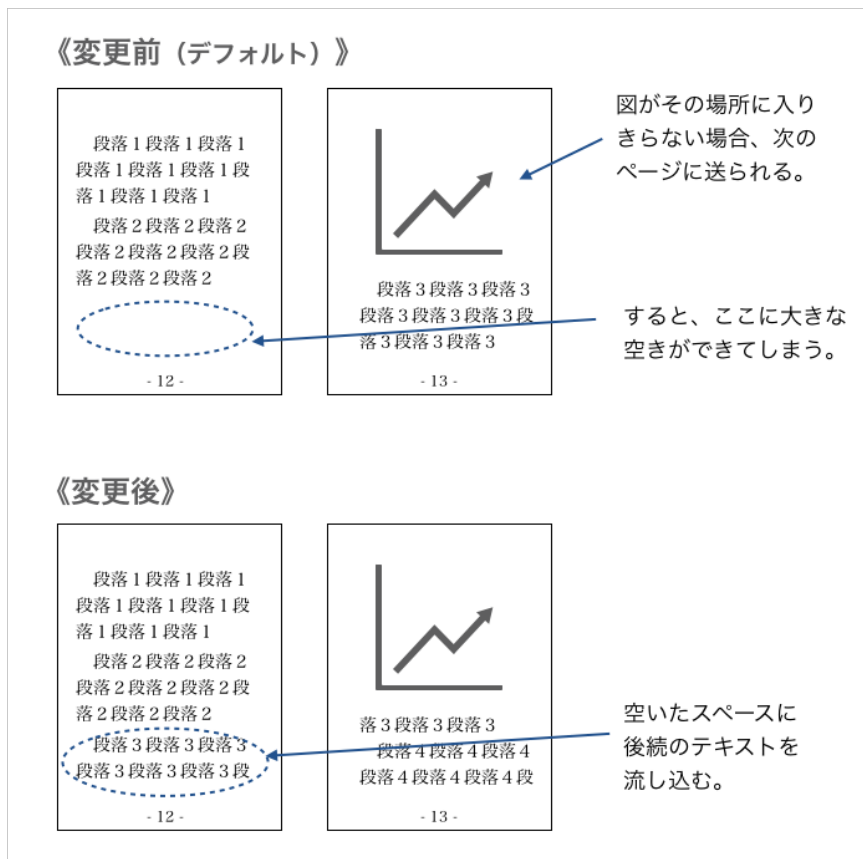 《変更前（デフォルト）》
段落１段落１段落１
段落１段落１段落１段
落１段落１段落１
段落２段落２段落２
段落２段落２段落２段
落２段落２段落２
- 12 -
段落３段落３段落３
段落３段落３段落３段
落３段落３段落３
- 13 -
図がその場所に入り
きらない場合、次の
ページに送られる。
すると、ここに大きな
空きができてしまう。
《変更後》
段落１段落１段落１
段落１段落１段落１段
落１段落１段落１
段落２段落２段落２
段落２段落２段落２段
落２段落２段落２
段落３段落３段落３
段落３段落３段落３段
- 12 -
落３段落３段落３
段落４段落４段落４
段落４段落４段落４段
- 13 -
空いたスペースに
後続のテキストを
流し込む。